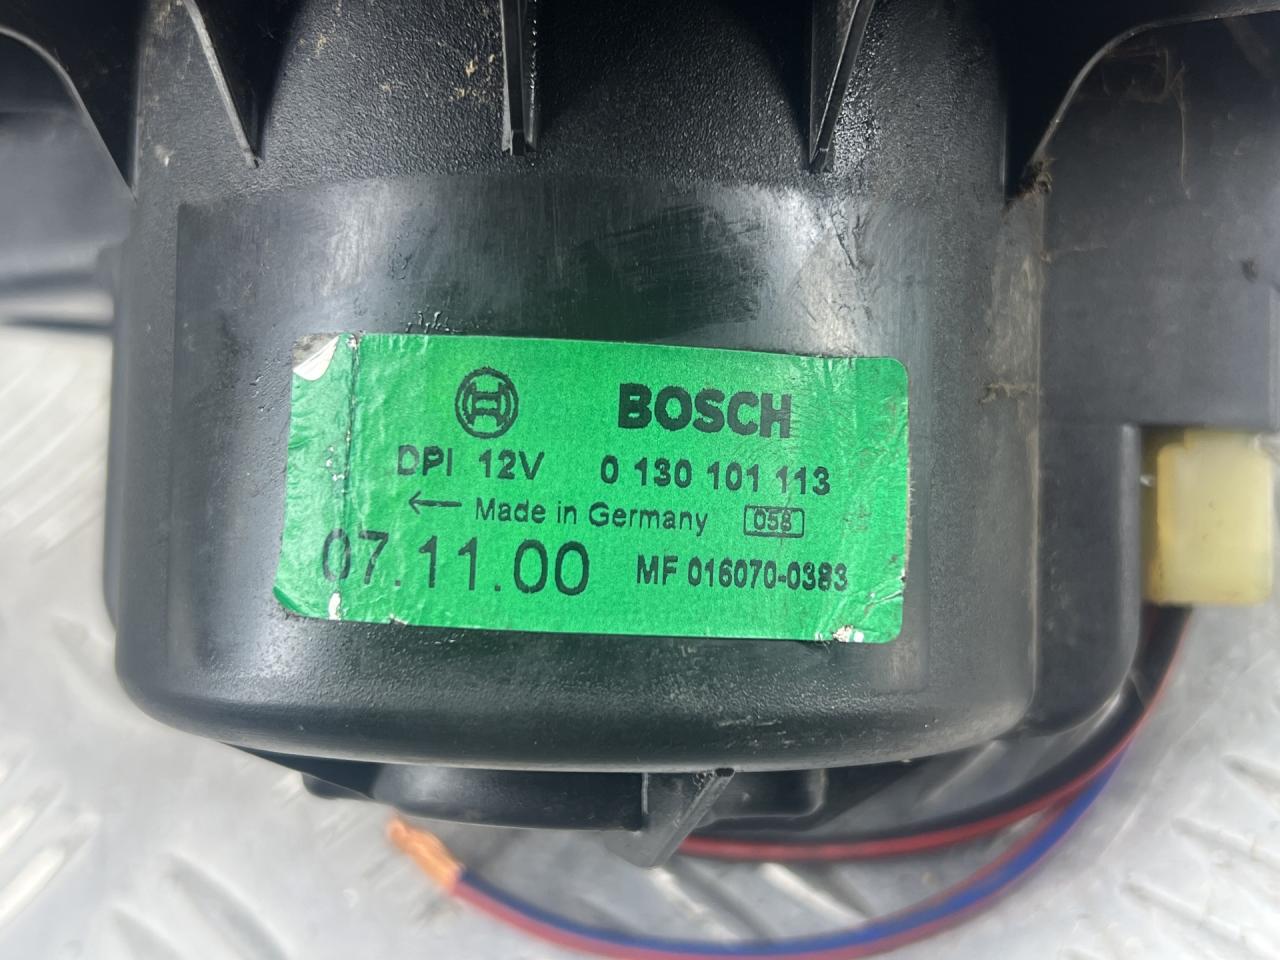 BOSCH
DPI 12V 0 130 101 113
← Made in Germany 058
07.11.00 MF 016070-0383